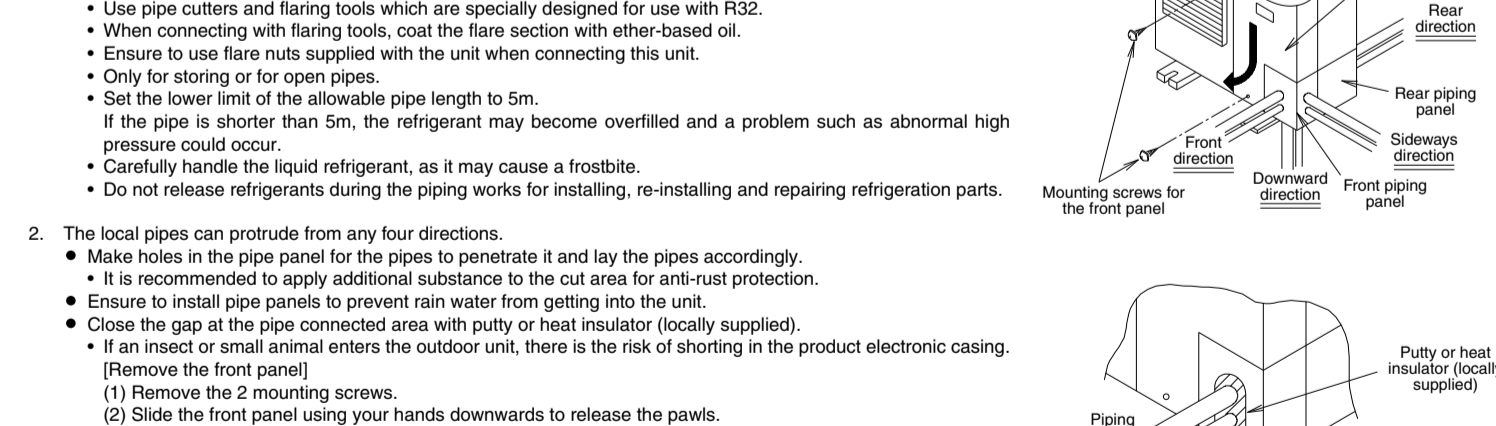 • Use pipe cutters and flaring tools which are specially designed for use with R32.
• When connecting with flaring tools, coat the flare section with ether-based oil.
• Ensure to use flare nuts supplied with the unit when connecting this unit.
• Only for storing or for open pipes.
• Set the lower limit of the allowable pipe length to 5m.
If the pipe is shorter than 5m, the refrigerant may become overfilled and a problem such as abnormal high
pressure could occur.
• Carefully handle the liquid refrigerant, as it may cause a frostbite.
• Do not release refrigerants during the piping works for installing, re-installing and repairing refrigeration parts.
2. The local pipes can protrude from any four directions.
● Make holes in the pipe panel for the pipes to penetrate it and lay the pipes accordingly.
• It is recommended to apply additional substance to the cut area for anti-rust protection.
● Ensure to install pipe panels to prevent rain water from getting into the unit.
● Close the gap at the pipe connected area with putty or heat insulator (locally supplied).
• If an insect or small animal enters the outdoor unit, there is the risk of shorting in the product electronic casing.
[Remove the front panel]
(1) Remove the 2 mounting screws.
(2) Slide the front panel using your hands downwards to release the pawls.
Rear
direction
Rear piping
panel
Sideways
direction
Front
direction
Downward
direction
Front piping
panel
Mounting screws for
the front panel
Putty or heat
insulator (locall
supplied)
Piping